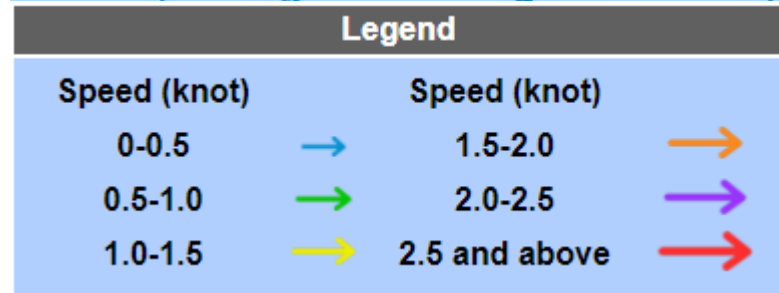 Legend
Speed (knot) Speed (knot)
0-0.5 1.5-2.0
0.5-1.0 2.0-2.5
1.0-1.5 2.5 and above